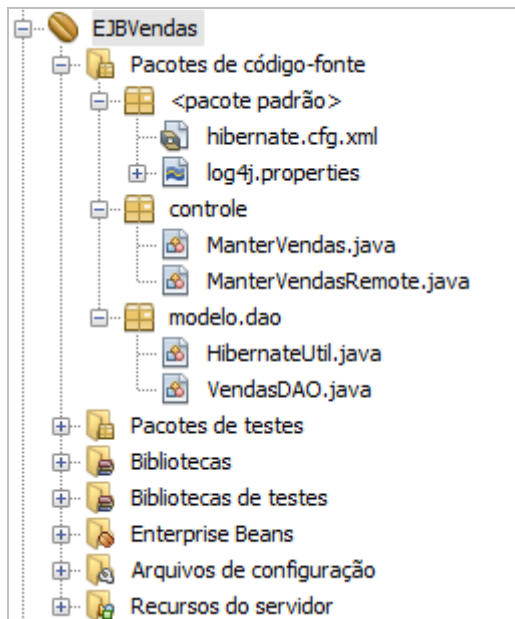 EJBVendas
Pacotes de código-fonte
<pacote padrão>
hibernate.cfg.xml
log4j.properties
controle
ManterVendas.java
ManterVendasRemote.java
modelo.dao
HibernateUtil.java
VendasDAO.java
Pacotes de testes
Bibliotecas
Bibliotecas de testes
Enterprise Beans
Arquivos de configuração
Recursos do servidor